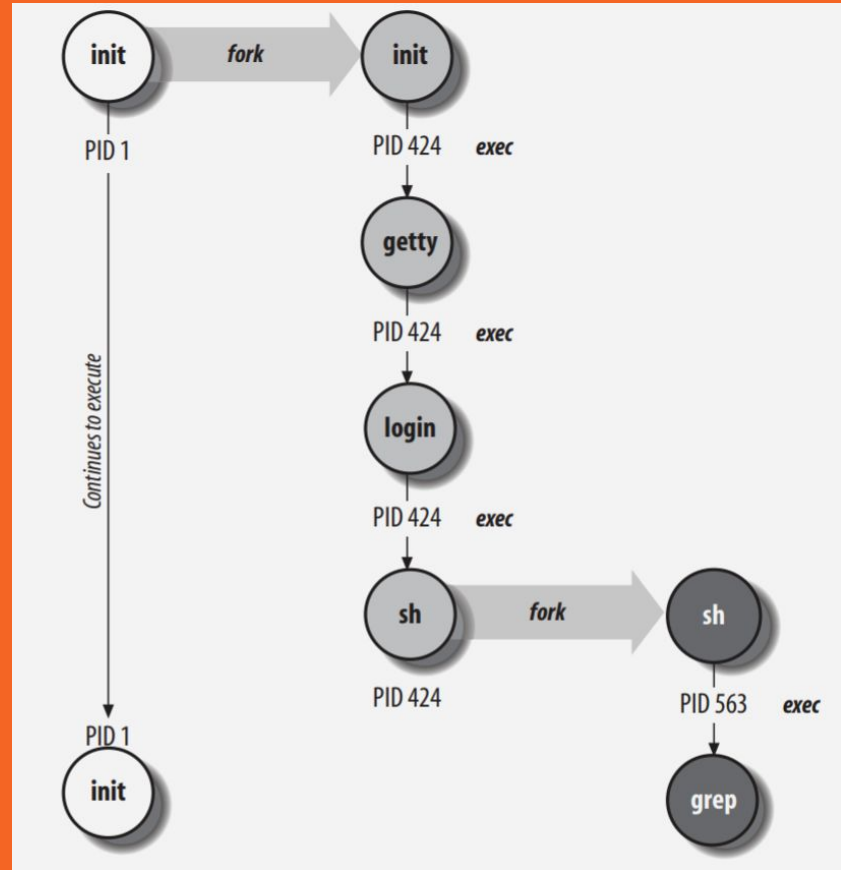 init
fork
init
PID 1
PID 424 exec
getty
PID 424 exec
Continues to execute
login
PID 424 exec
sh
fork
sh
PID 424
PID 563 exec
PID 1
init
grep